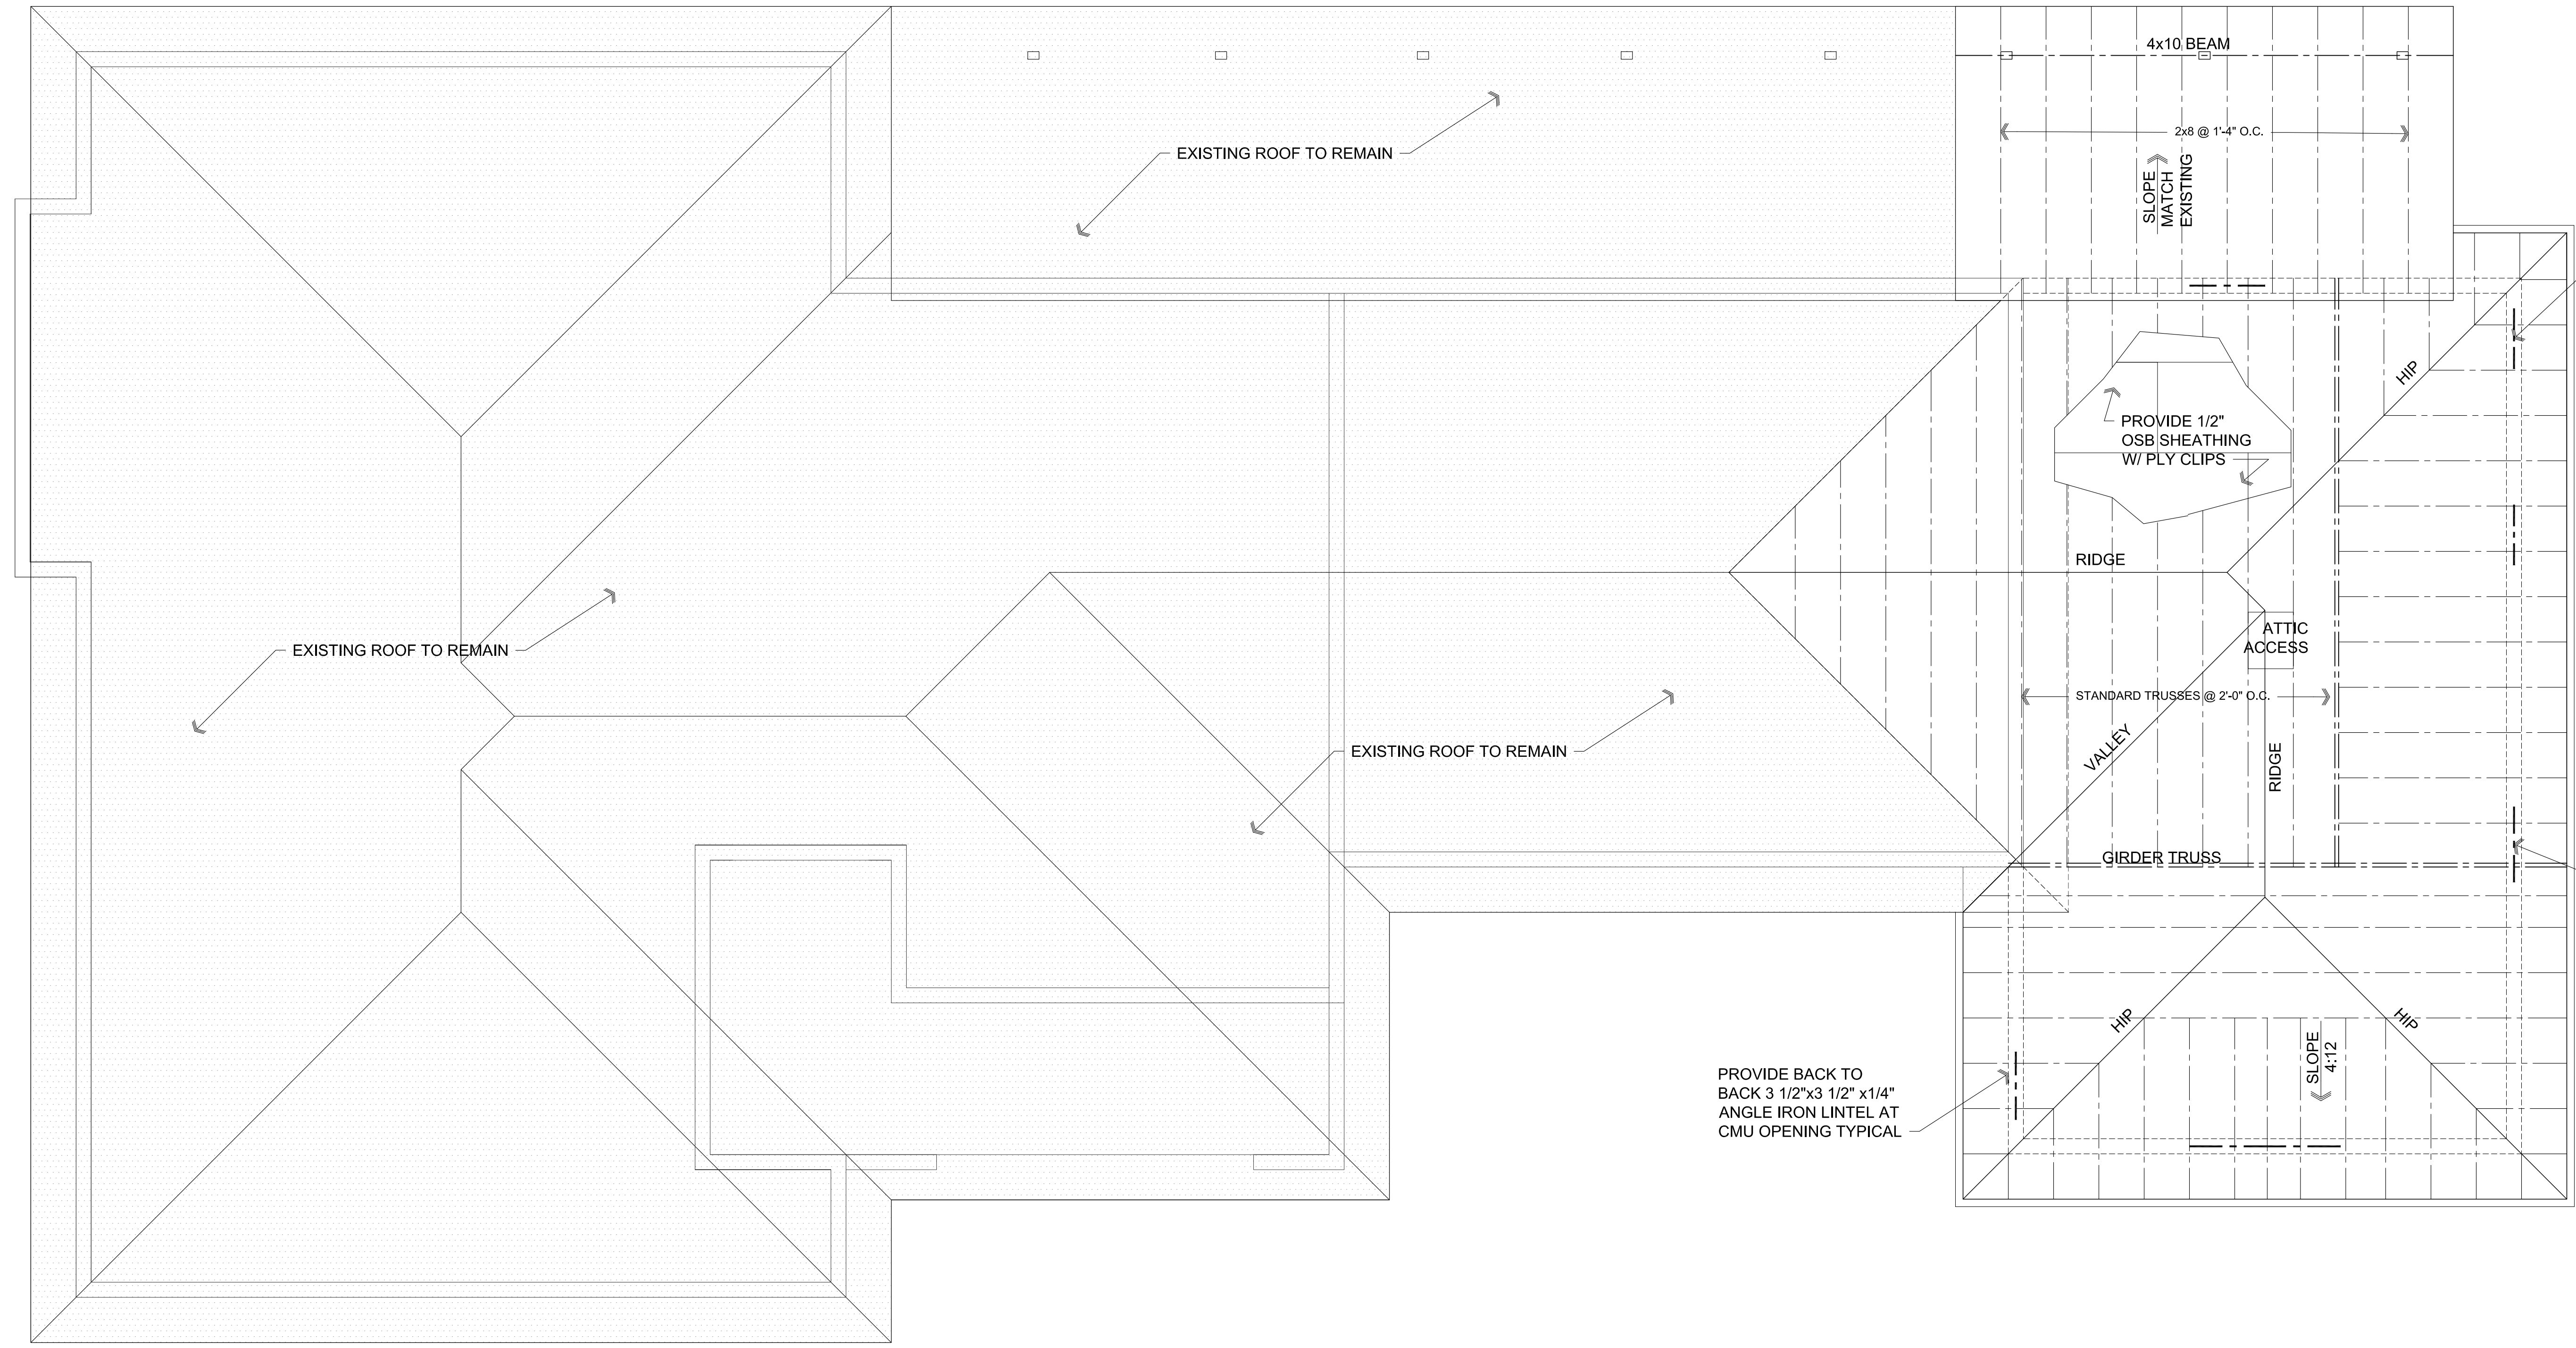 4x10 BEAM
EXISTING ROOF TO REMAIN
2x8 @ 1'-4" O.C.
SLOPE
MATCH
EXISTING
HIP
PROVIDE 1/2"
OSB SHEATHING
W/ PLY CLIPS
RIDGE
EXISTING ROOF TO REMAIN
ATTIC
ACCESS
STANDARD TRUSSES @ 2'-0" O.C.
EXISTING ROOF TO REMAIN
VALLEY
RIDGE
GIRDER TRUSS
HIP
HIP
SLOPE
4:12
PROVIDE BACK TO
BACK 3 1/2"x3 1/2" x1/4"
ANGLE IRON LINTEL AT
CMU OPENING TYPICAL